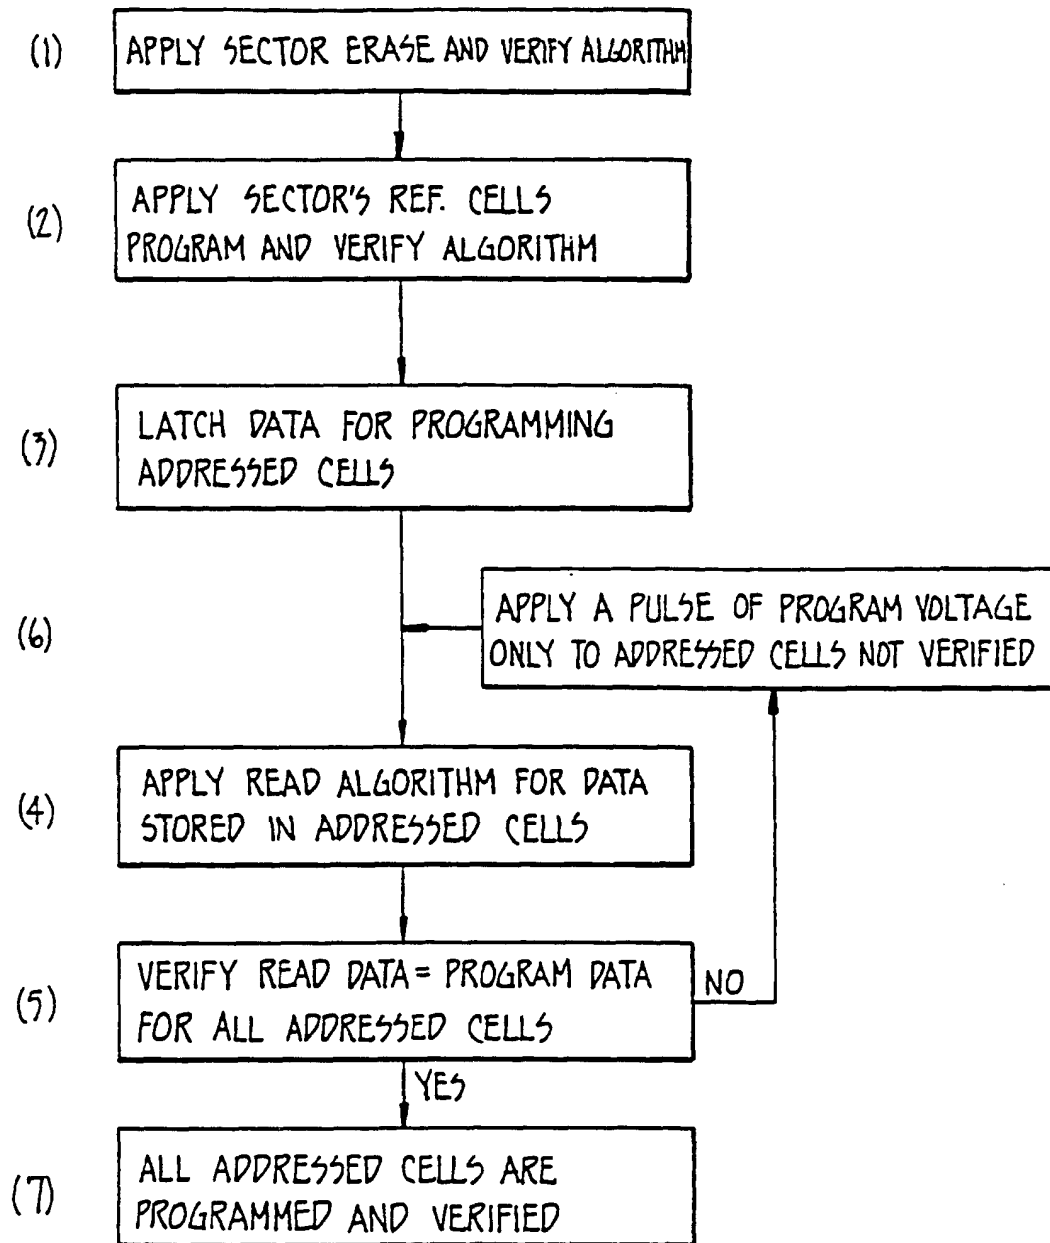 (1) APPLY SECTOR ERASE AND VERIFY ALGORITHM
(2) APPLY SECTOR'S REF. CELLS
PROGRAM AND VERIFY ALGORITHM
(3) LATCH DATA FOR PROGRAMMING
ADDRESSED CELLS
(6) APPLY A PULSE OF PROGRAM VOLTAGE
ONLY TO ADDRESSED CELLS NOT VERIFIED
(4) APPLY READ ALGORITHM FOR DATA
STORED IN ADDRESSED CELLS
(5) VERIFY READ DATA = PROGRAM DATA
FOR ALL ADDRESSED CELLS
NO
YES
(7) ALL ADDRESSED CELLS ARE
PROGRAMMED AND VERIFIED